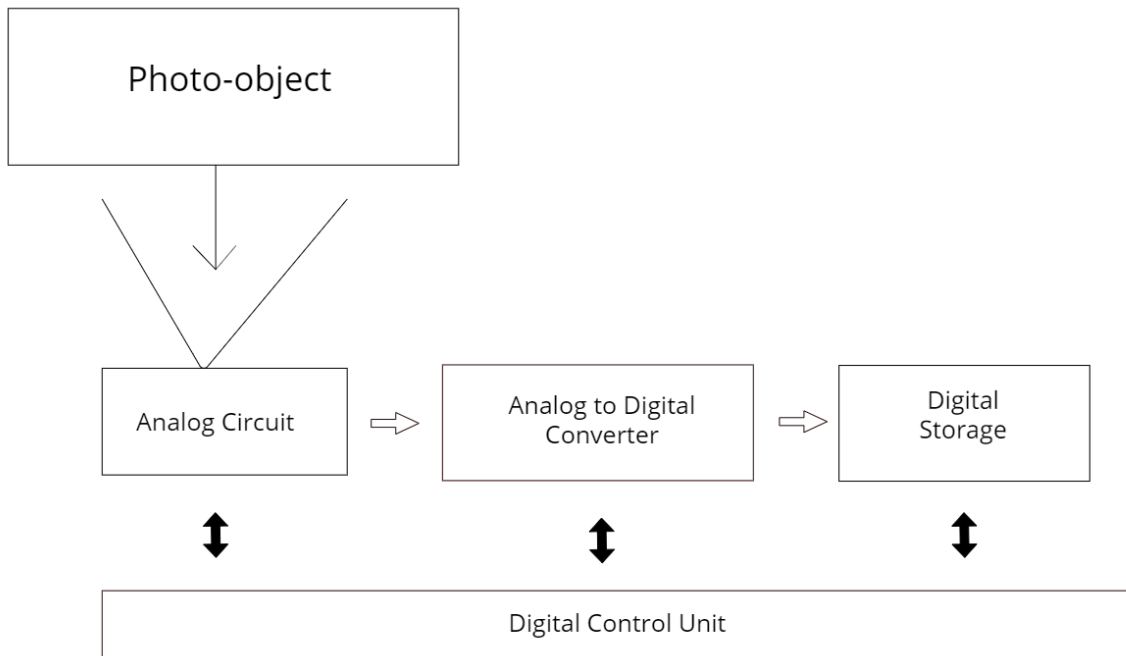 Photo-object
Analog Circuit
Analog to Digital
Converter
Digital
Storage
Digital Control Unit